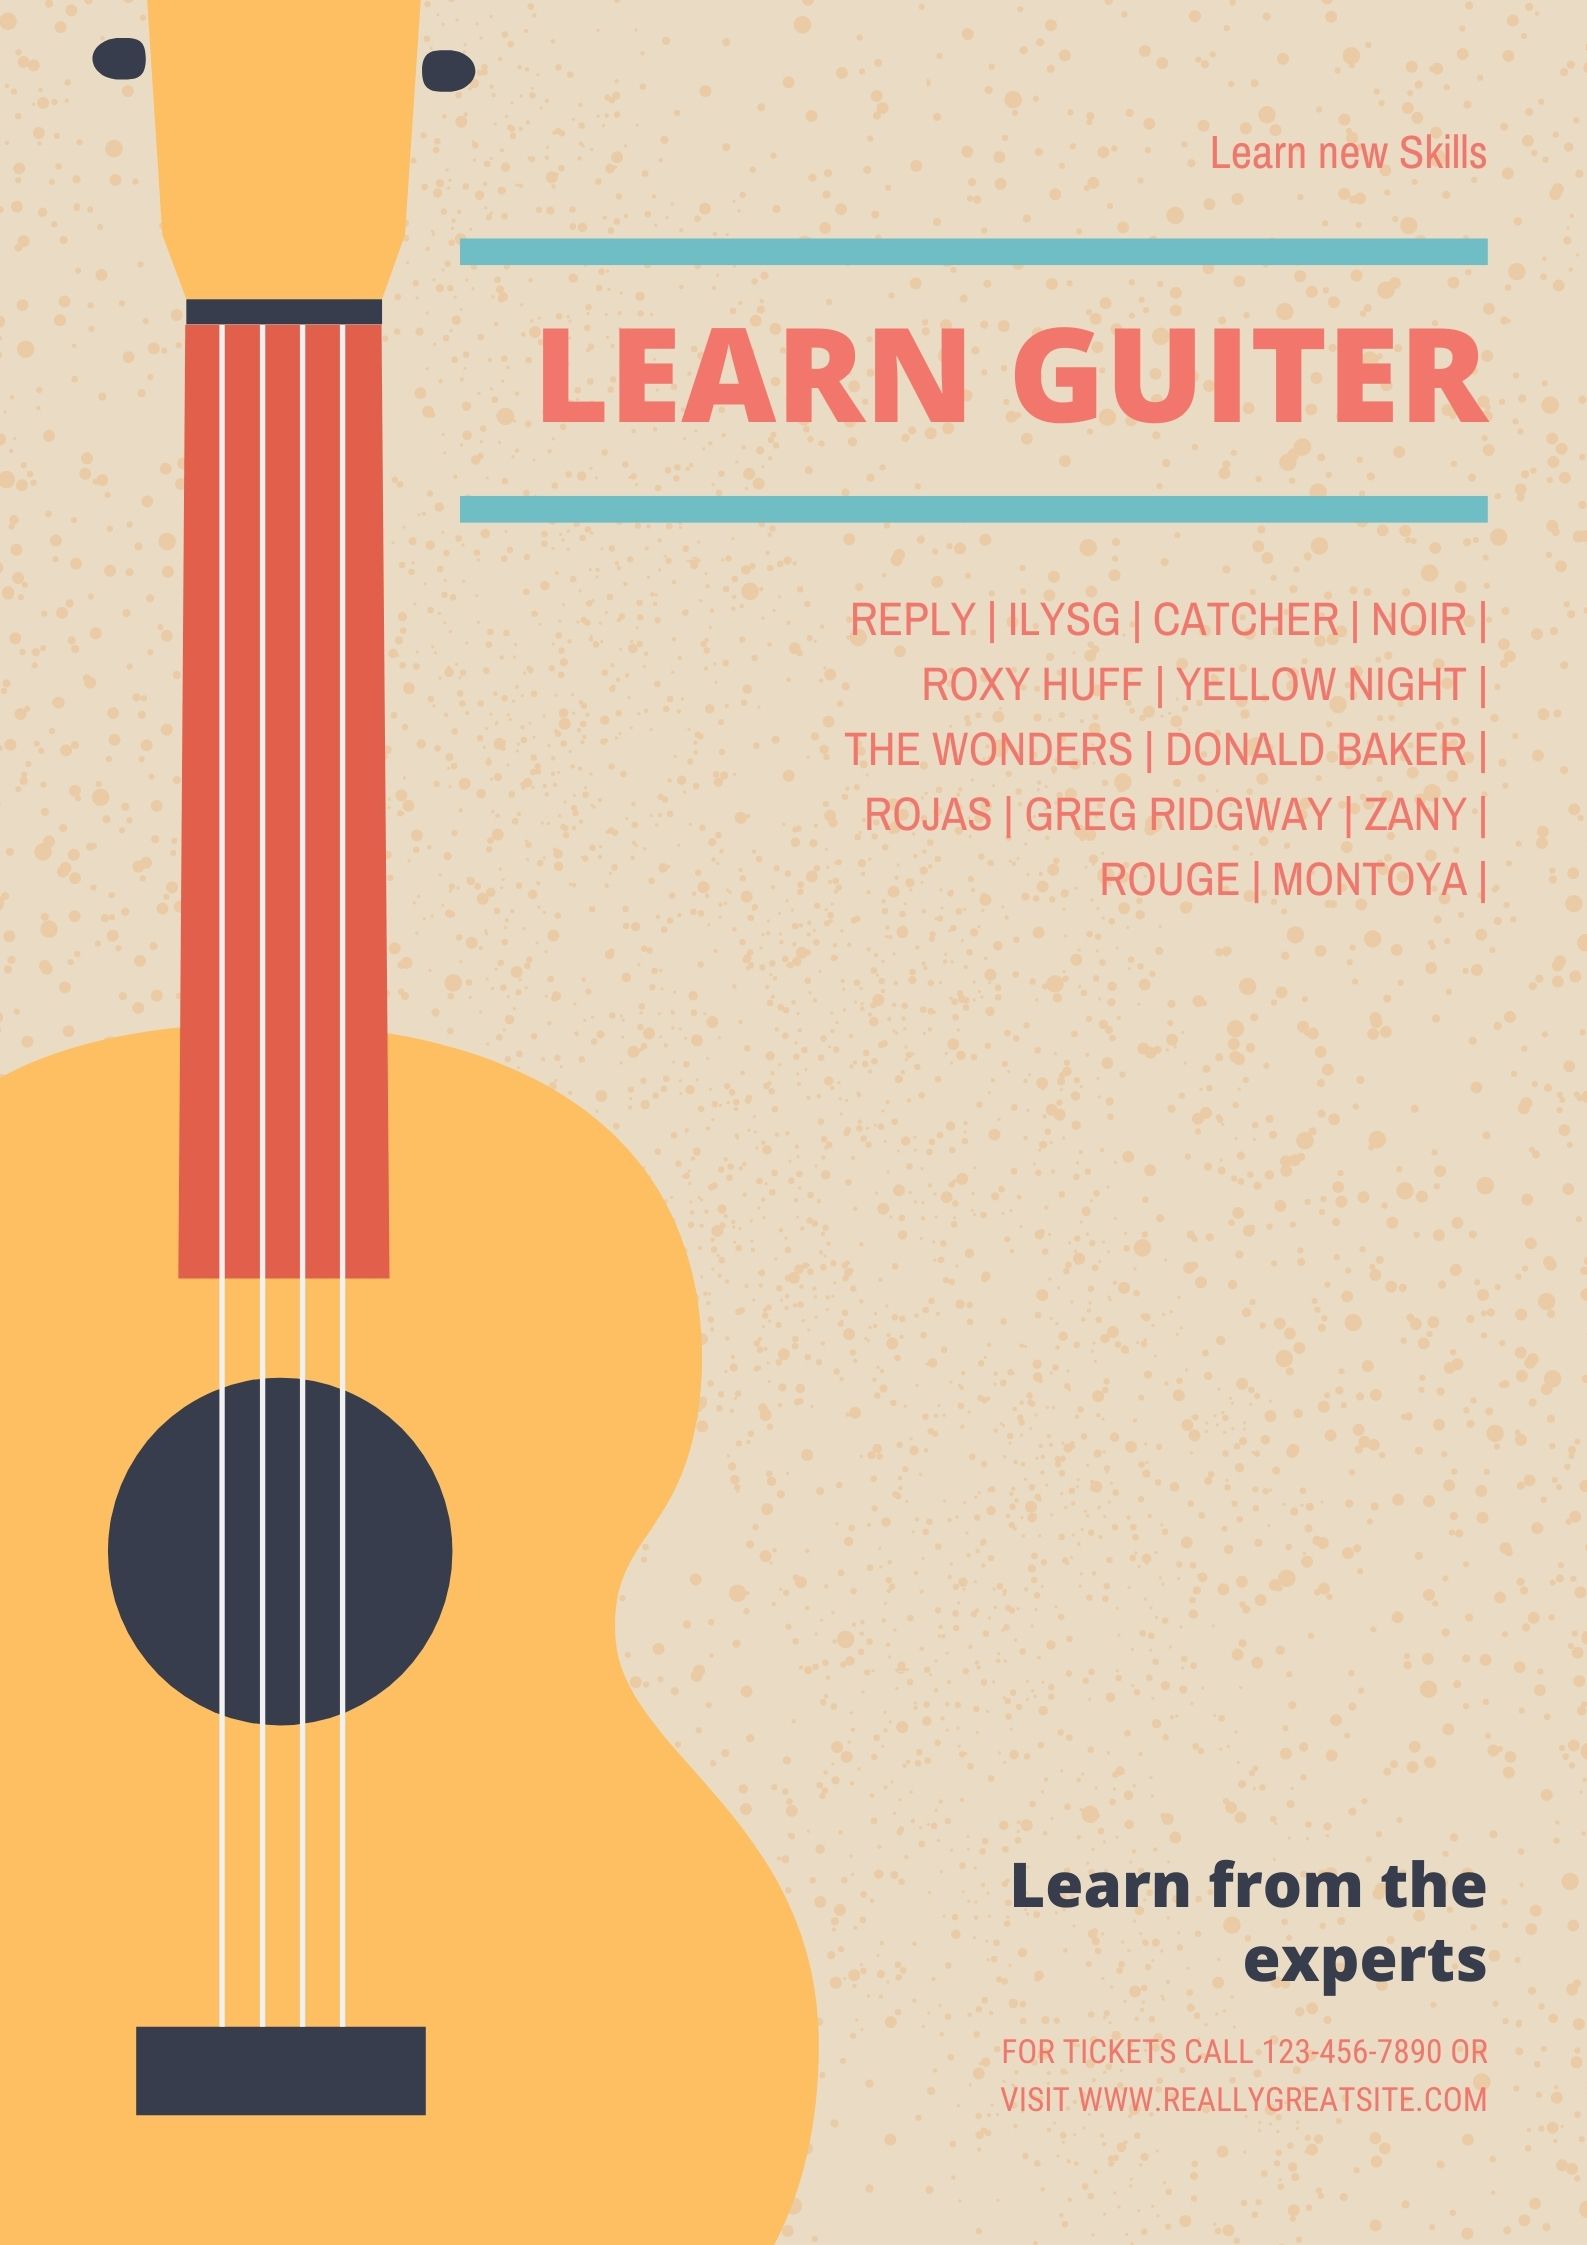 Learn new Skills
LEARN GUITER
REPLY | ILYSG | CATCHER | NOIR |
ROXY HUFF | YELLOW NIGHT |
THE WONDERS | DONALD BAKER |
ROJAS | GREG RIDGWAY | ZANY |
ROUGE | MONTOYA |
Learn from the
experts
FOR TICKETS CALL 123-456-7890 OR
VISIT WWW.REALLYGREATSITE.COM